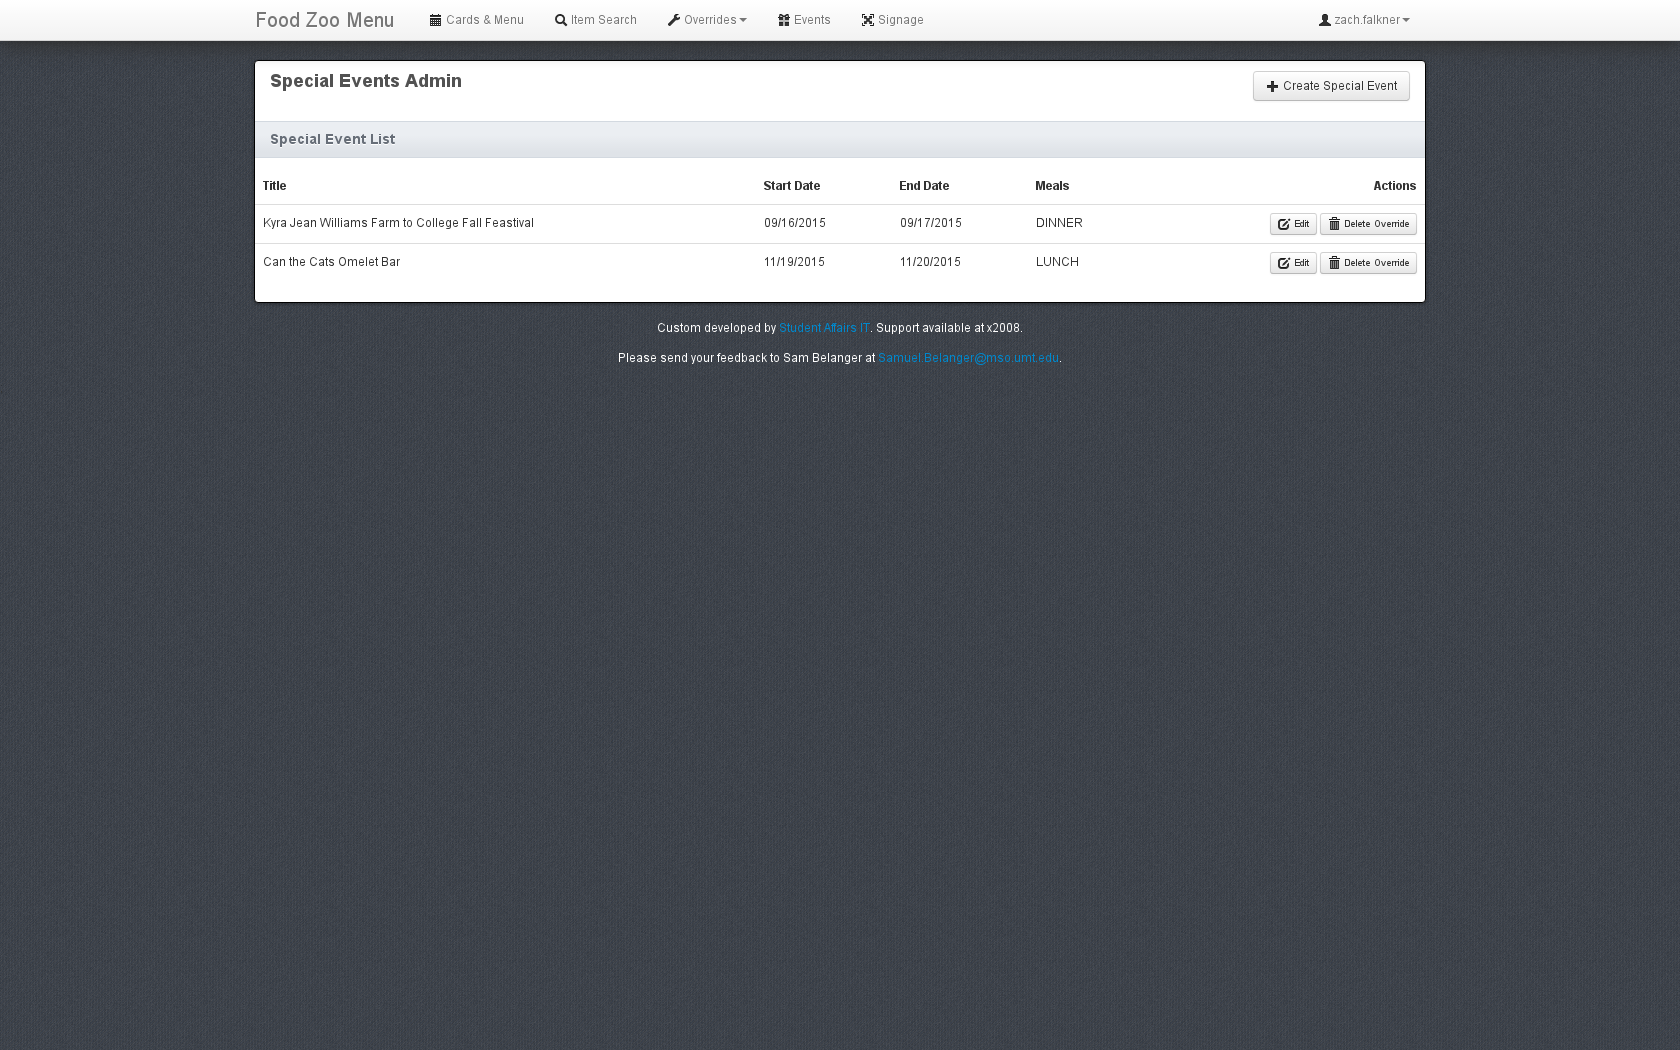 Food Zoo Menu Cards & Menu Item Search Overrides Events Signage zach.falkner
Special Events Admin Create Special Event
Special Event List
Title Start Date End Date Meals Actions
Kyra Jean Williams Farm to College Fall Feastival 09/16/2015 09/17/2015 DINNER Edit Delete Override
Can the Cats Omelet Bar 11/19/2015 11/20/2015 LUNCH Edit Delete Override
Custom developed by Student Affairs IT. Support available at x2008.
Please send your feedback to Sam Belanger at Samuel.Belanger@mso.umt.edu.